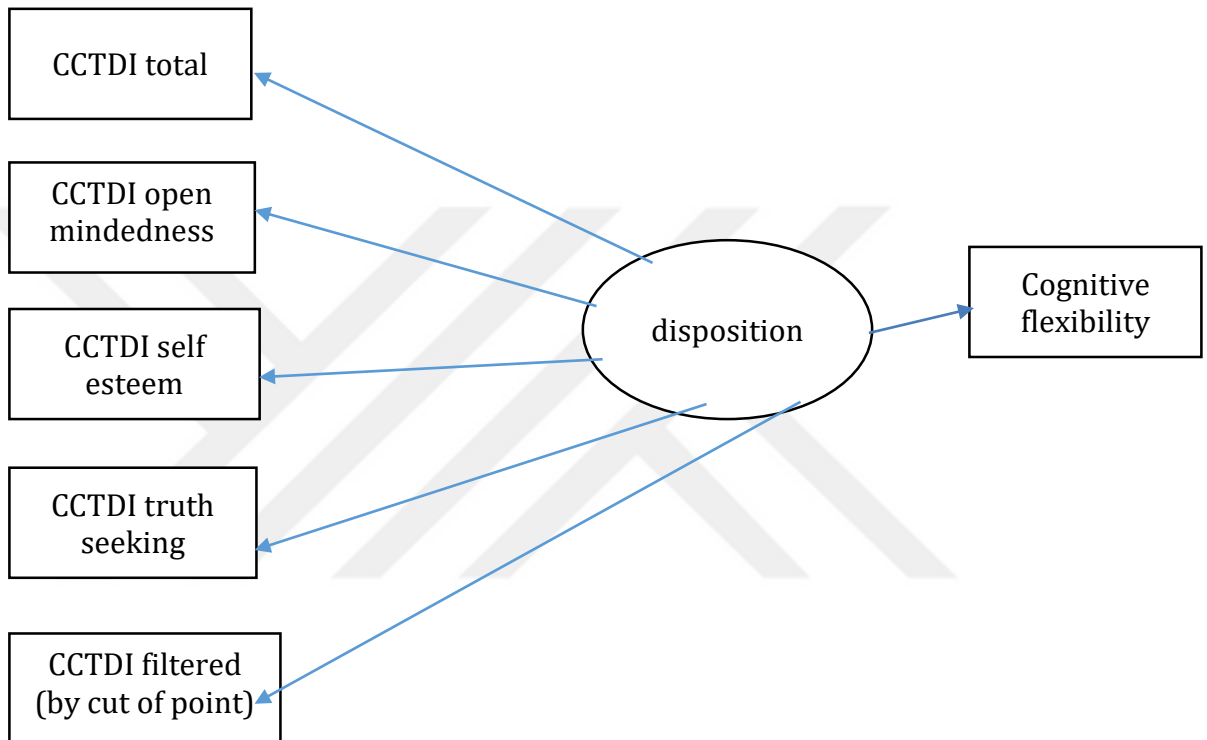 CCTDI total
CCTDI open
mindedness
CCTDI self
esteem
CCTDI truth
seeking
CCTDI filtered
(by cut of point)
disposition
Cognitive
flexibility